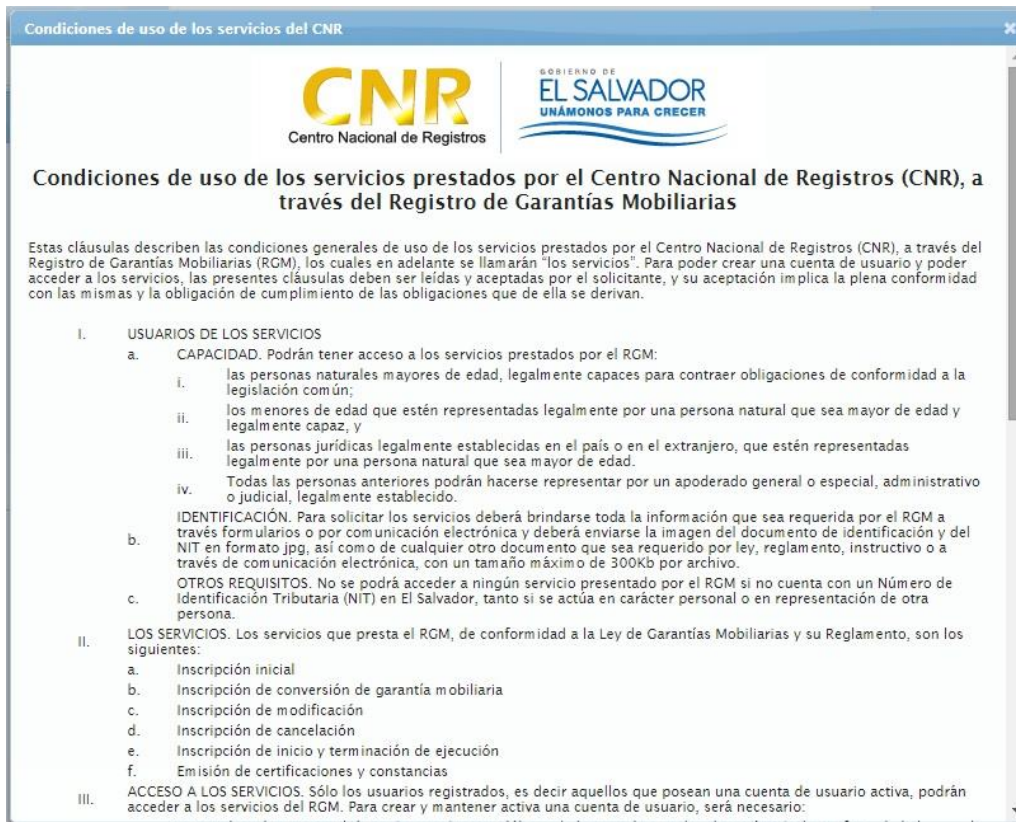 Condiciones de uso de los servicios del CNR
CNR
Centro Nacional de Registros
GOBIERNO DE
EL SALVADOR
UNÁMONOS PARA CRECER
Condiciones de uso de los servicios prestados por el Centro Nacional de Registros (CNR), a
través del Registro de Garantías Mobiliarias
Estas cláusulas describen las condiciones generales de uso de los servicios prestados por el Centro Nacional de Registros (CNR), a través del
Registro de Garantías Mobiliarias (RGM), los cuales en adelante se llamarán "los servicios". Para poder crear una cuenta de usuario y poder
acceder a los servicios, las presentes cláusulas deben ser leídas y aceptadas por el solicitante, y su aceptación implica la plena conformidad
con las mismas y la obligación de cumplimiento de las obligaciones que de ella se derivan.
I. USUARIOS DE LOS SERVICIOS
a. CAPACIDAD. Podrán tener acceso a los servicios prestados por el RGM:
i. las personas naturales mayores de edad, legalmente capaces para contraer obligaciones de conformidad a la
legislación común;
ii. los menores de edad que estén representadas legalmente por una persona natural que sea mayor de edad y
legalmente capaz, y
iii. las personas jurídicas legalmente establecidas en el país o en el extranjero, que estén representadas
legalmente por una persona natural que sea mayor de edad.
iv. Todas las personas anteriores podrán hacerse representar por un apoderado general o especial, administrativo
o judicial, legalmente establecido.
b. IDENTIFICACIÓN. Para solicitar los servicios deberá brindarse toda la información que sea requerida por el RGM a
través formularios o por comunicación electrónica y deberá enviarse la imagen del documento de identificación y del
NIT en formato jpg, así como de cualquier otro documento que sea requerido por ley, reglamento, instructivo o a
través de comunicación electrónica, con un tamaño máximo de 300Kb por archivo.
c. OTROS REQUISITOS. No se podrá acceder a ningún servicio presentado por el RGM si no cuenta con un Número de
Identificación Tributaria (NIT) en El Salvador, tanto si se actúa en carácter personal o en representación de otra
persona.
II. LOS SERVICIOS. Los servicios que presta el RGM, de conformidad a la Ley de Garantías Mobiliarias y su Reglamento, son los
siguientes:
a. Inscripción inicial
b. Inscripción de conversión de garantía mobiliaria
c. Inscripción de modificación
d. Inscripción de cancelación
e. Inscripción de inicio y terminación de ejecución
f. Emisión de certificaciones y constancias
III. ACCESO A LOS SERVICIOS. Sólo los usuarios registrados, es decir aquellos que posean una cuenta de usuario activa, podrán
acceder a los servicios del RGM. Para crear y mantener activa una cuenta de usuario, será necesario: